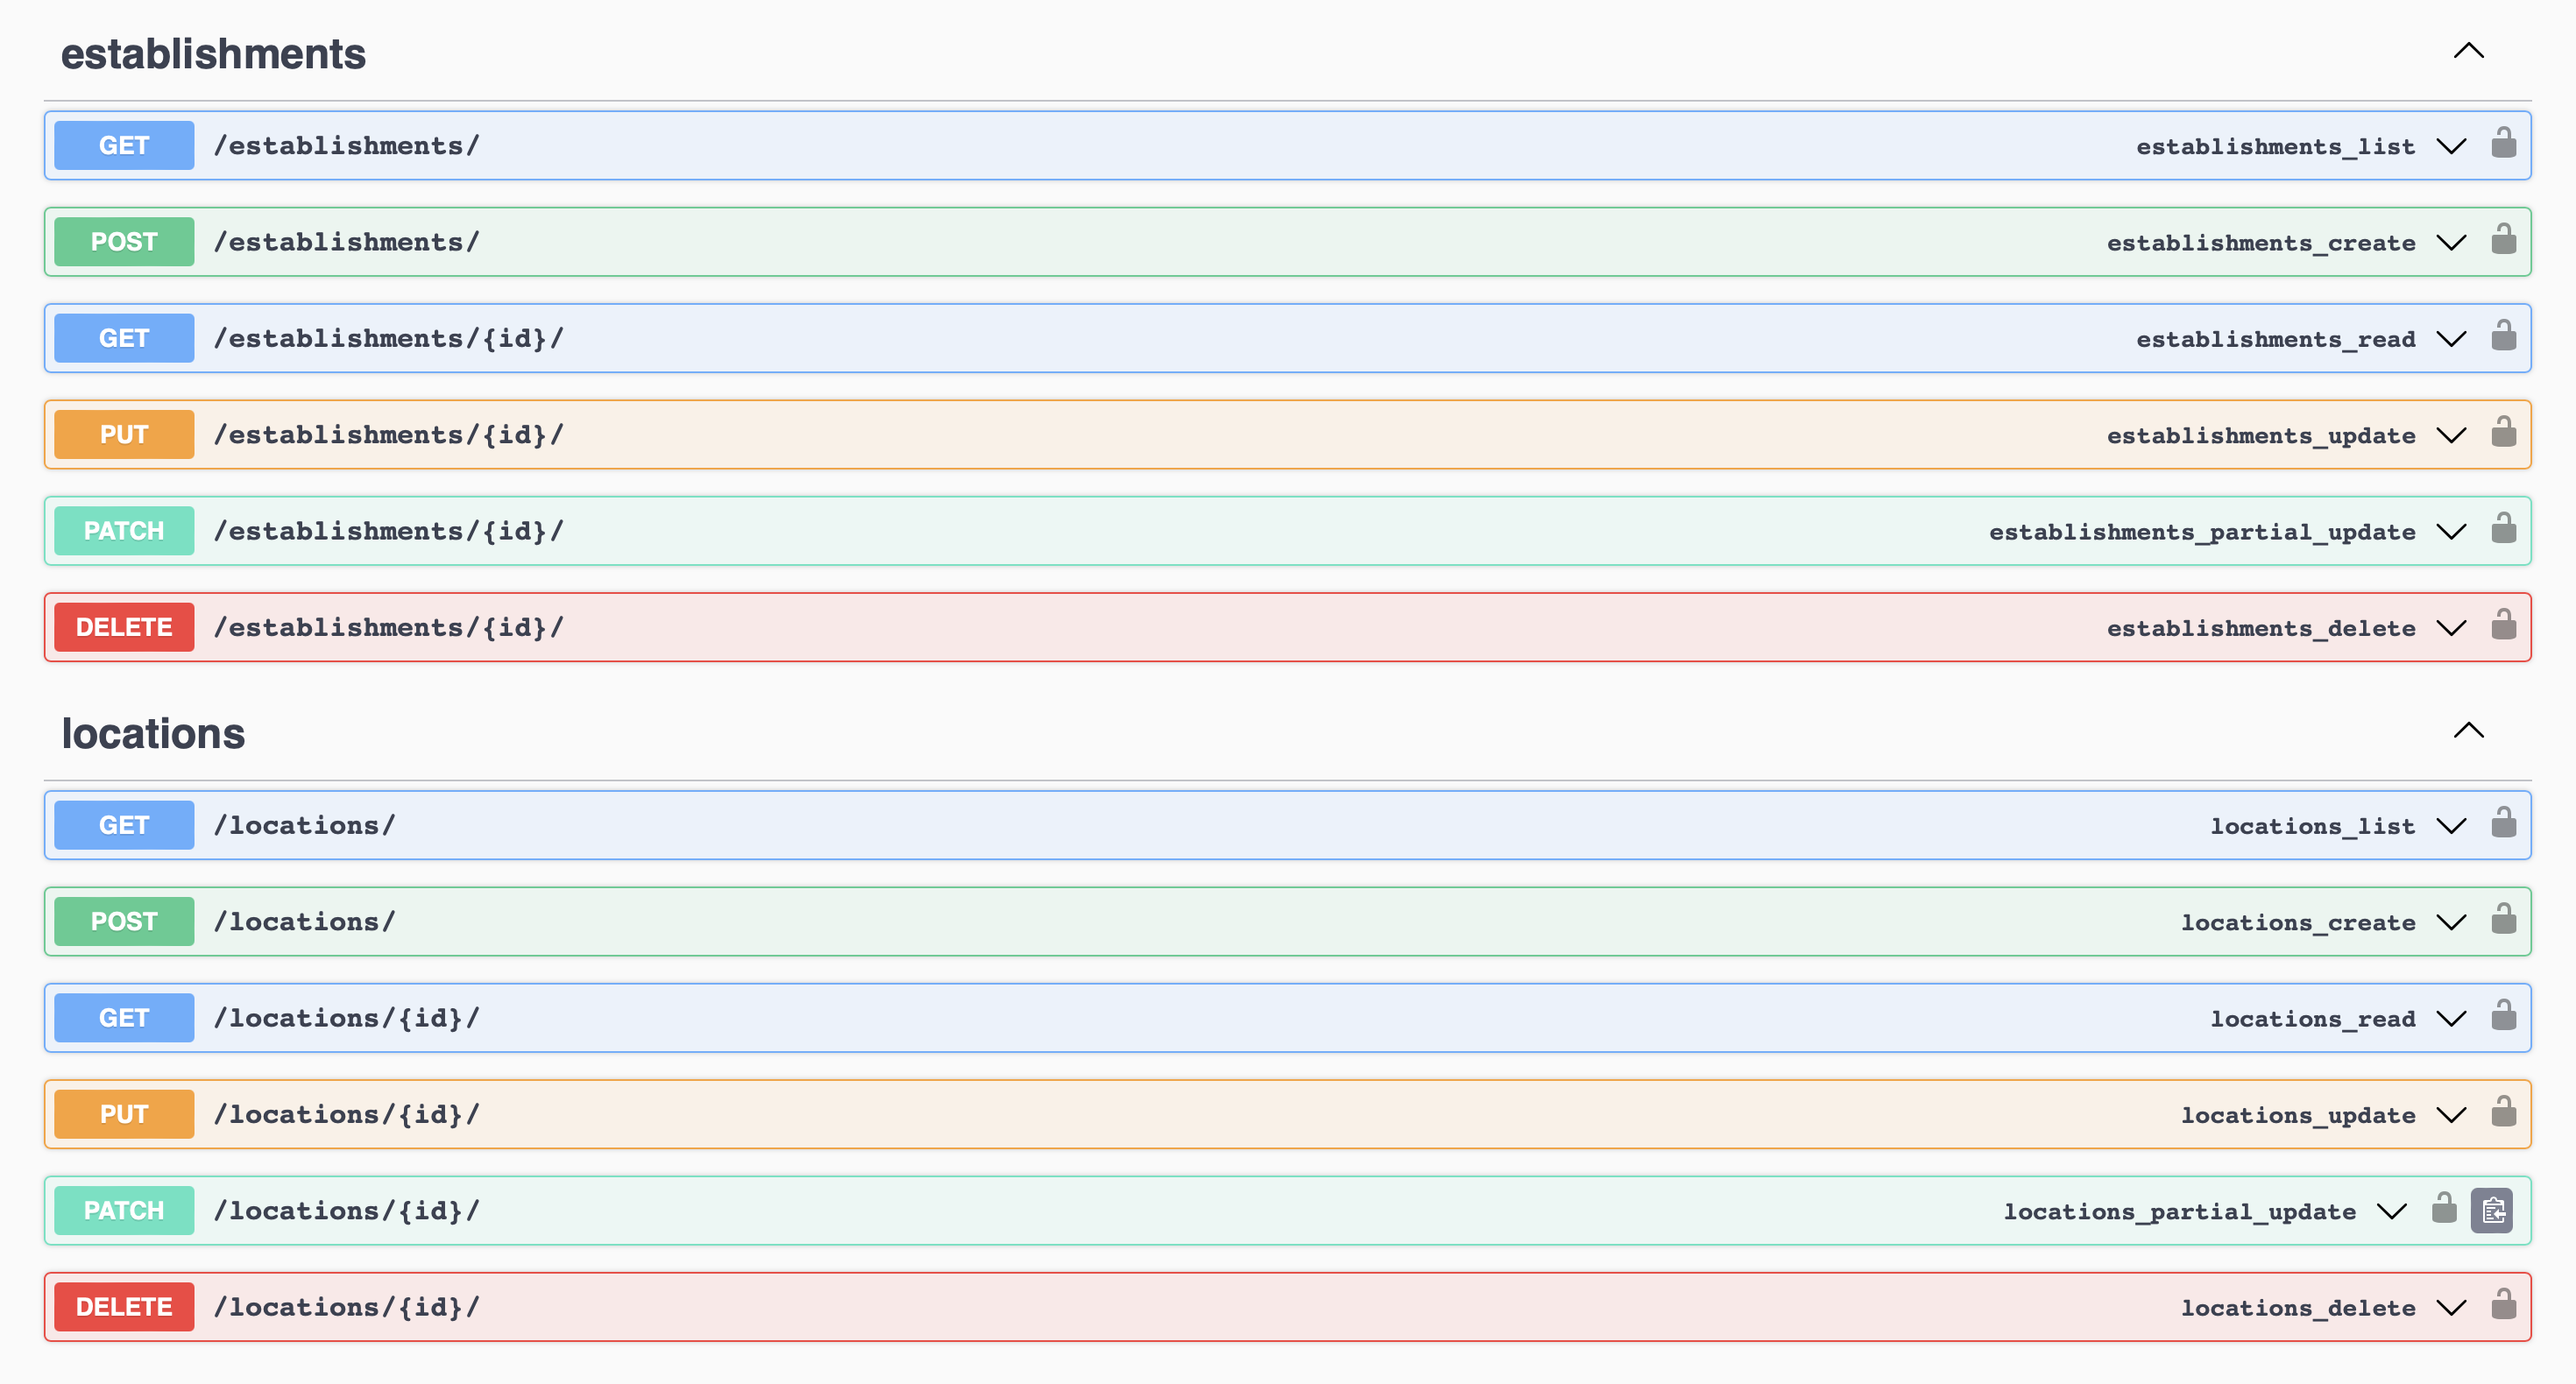 establishments
GET /establishments/ establishments_list
POST /establishments/ establishments_create
GET /establishments/{id}/ establishments_read
PUT /establishments/{id}/ establishments_update
PATCH /establishments/{id}/ establishments_partial_update
DELETE /establishments/{id}/ establishments_delete
locations
GET /locations/ locations_list
POST /locations/ locations_create
GET /locations/{id}/ locations_read
PUT /locations/{id}/ locations_update
PATCH /locations/{id}/ locations_partial_update
DELETE /locations/{id}/ locations_delete